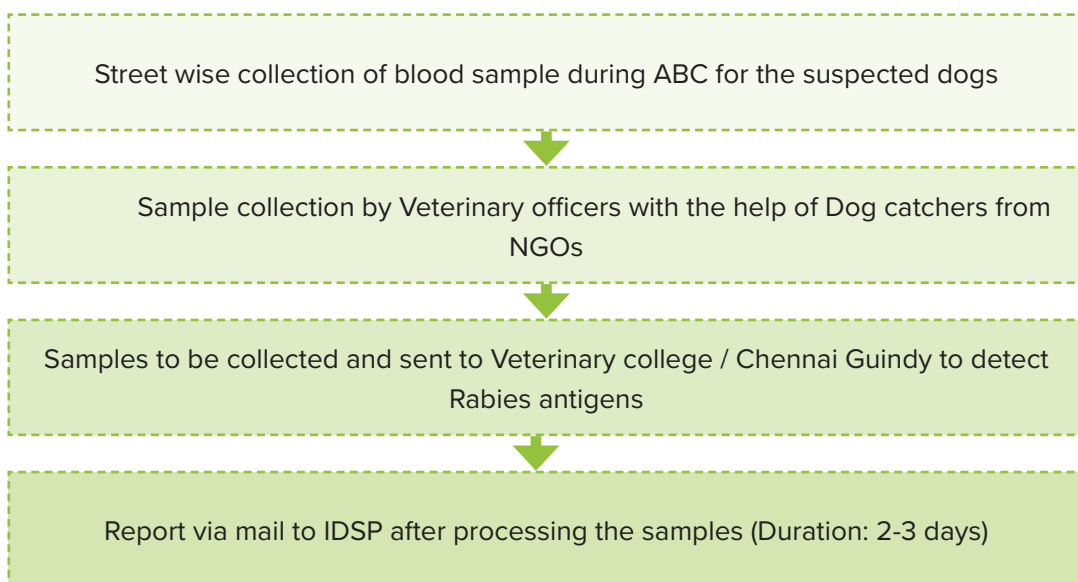 Street wise collection of blood sample during ABC for the suspected dogs
Sample collection by Veterinary officers with the help of Dog catchers from
NGOs
Samples to be collected and sent to Veterinary college / Chennai Guindy to detect
Rabies antigens
Report via mail to IDSP after processing the samples (Duration: 2-3 days)